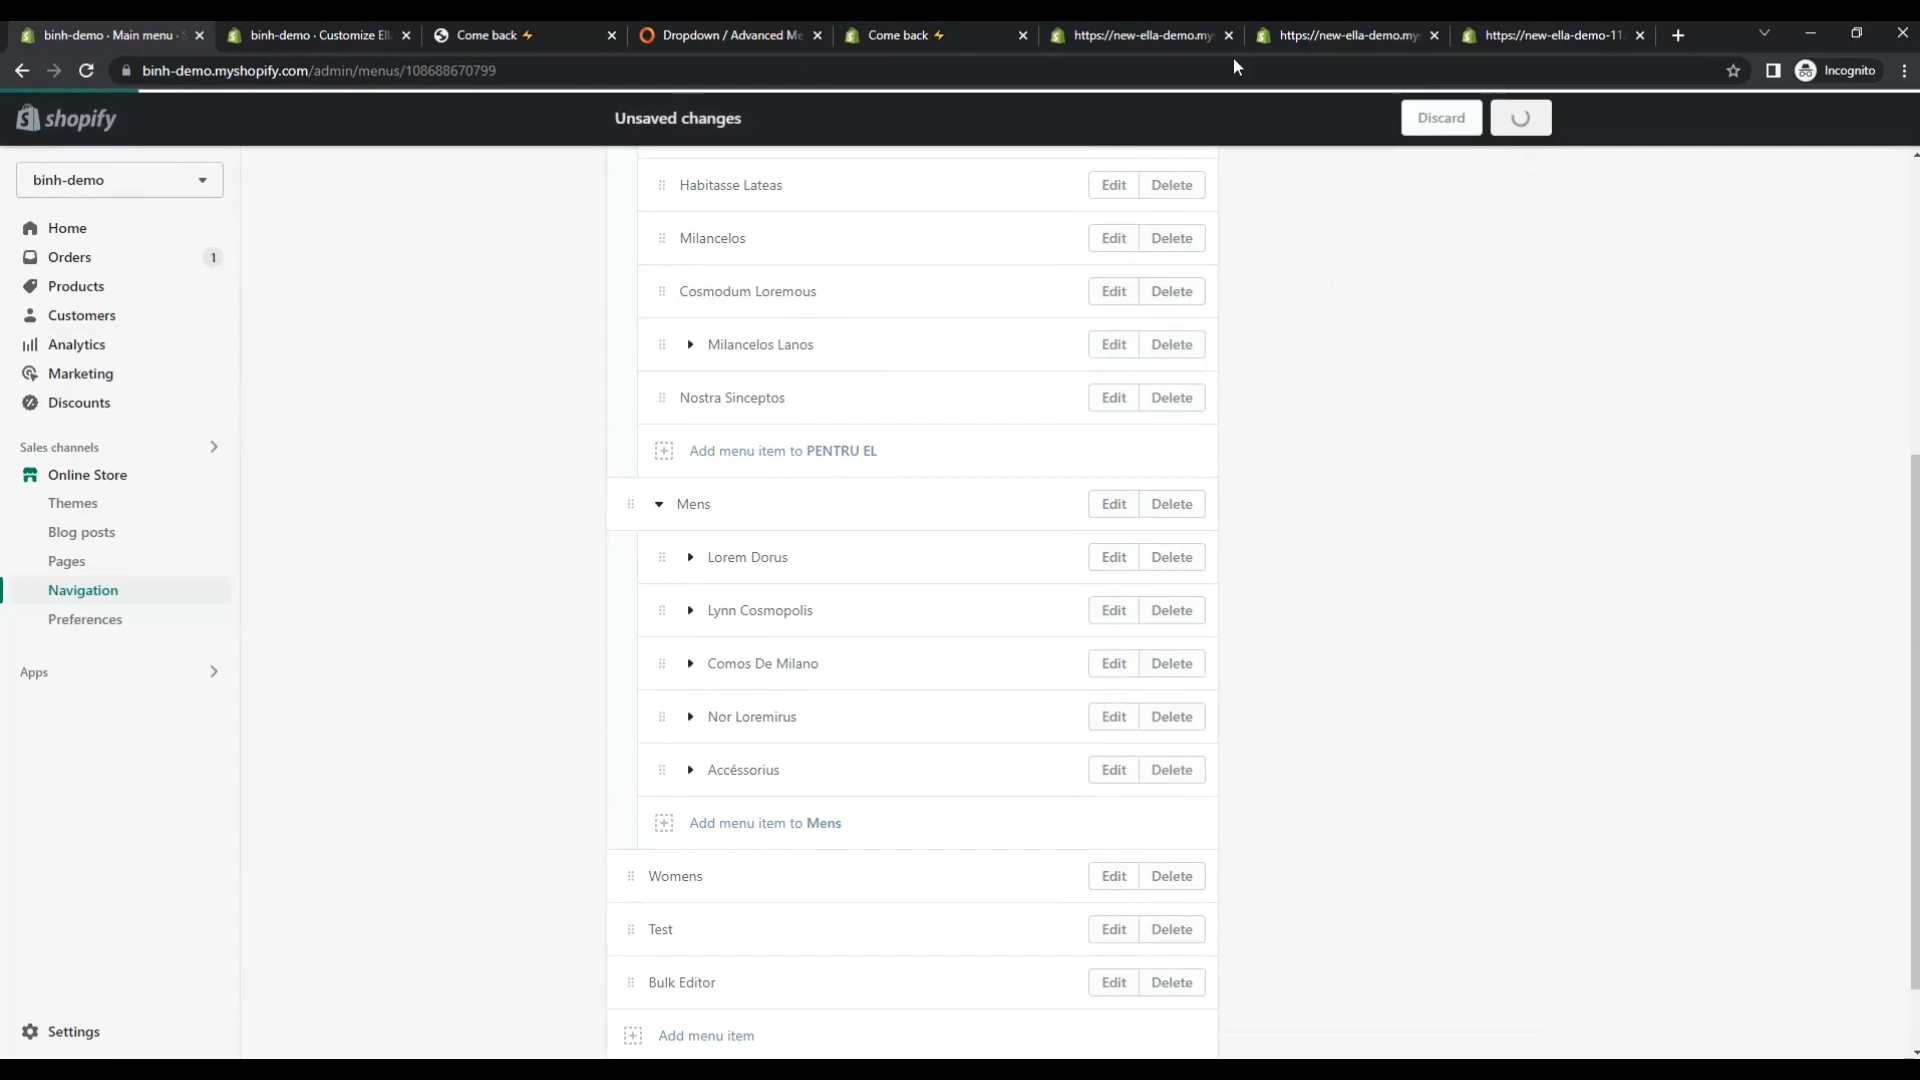 binh-demo · Main menu · S
binh-demo · Customize Ell
Come back ⚡
Dropdown / Advanced Me
Come back ⚡
https://new-ella-demo.my
https://new-ella-demo.my
https://new-ella-demo-11.
binh-demo.myshopify.com/admin/menus/108688670799
Incognito
shopify
Unsaved changes
Discard
binh-demo
Home
Orders 1
Products
Customers
Analytics
Marketing
Discounts
Sales channels
Online Store
Themes
Blog posts
Pages
Navigation
Preferences
Apps
Settings
Habitasse Lateas Edit Delete
Milancelos Edit Delete
Cosmodum Loremous Edit Delete
Milancelos Lanos Edit Delete
Nostra Sinceptos Edit Delete
Add menu item to PENTRU EL
Mens Edit Delete
Lorem Dorus Edit Delete
Lynn Cosmopolis Edit Delete
Comos De Milano Edit Delete
Nor Loremirus Edit Delete
Accéssorius Edit Delete
Add menu item to Mens
Womens Edit Delete
Test Edit Delete
Bulk Editor Edit Delete
Add menu item